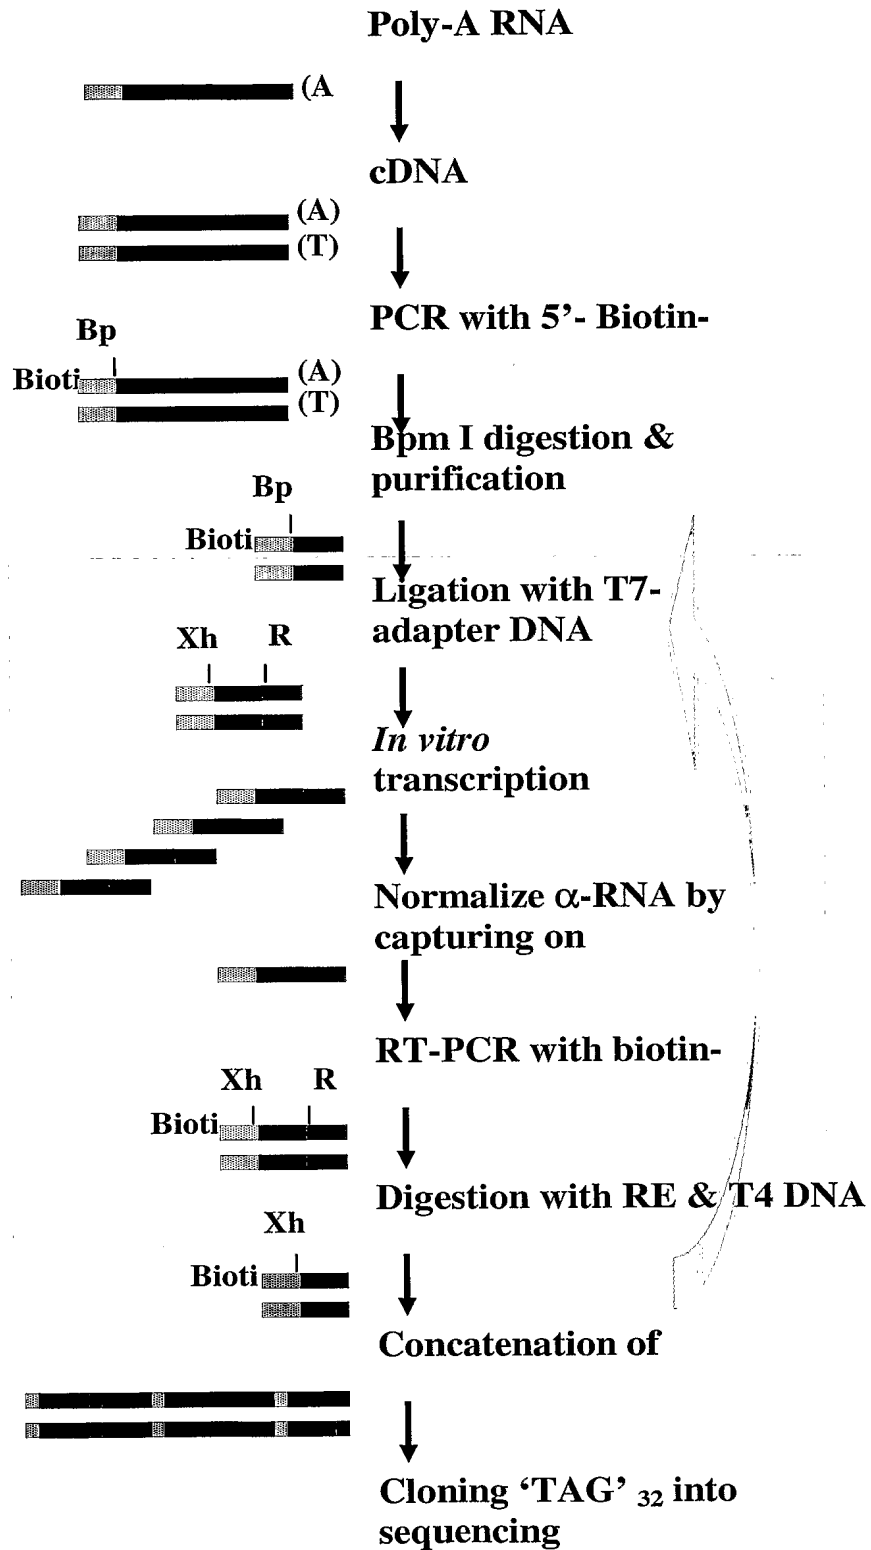 Poly-A RNA
(A
cDNA
(A)
(T)
PCR with 5’- Biotin-
Bp
Bioti
(A)
(T)
Bpm I digestion &
purification
Bp
Bioti
Ligation with T7-
adapter DNA
Xh R
In vitro
transcription
Normalize α-RNA by
capturing on
RT-PCR with biotin-
Xh R
Bioti
Digestion with RE & T4 DNA
Xh
Bioti
Concatenation of
Cloning ‘TAG’ 32 into
sequencing